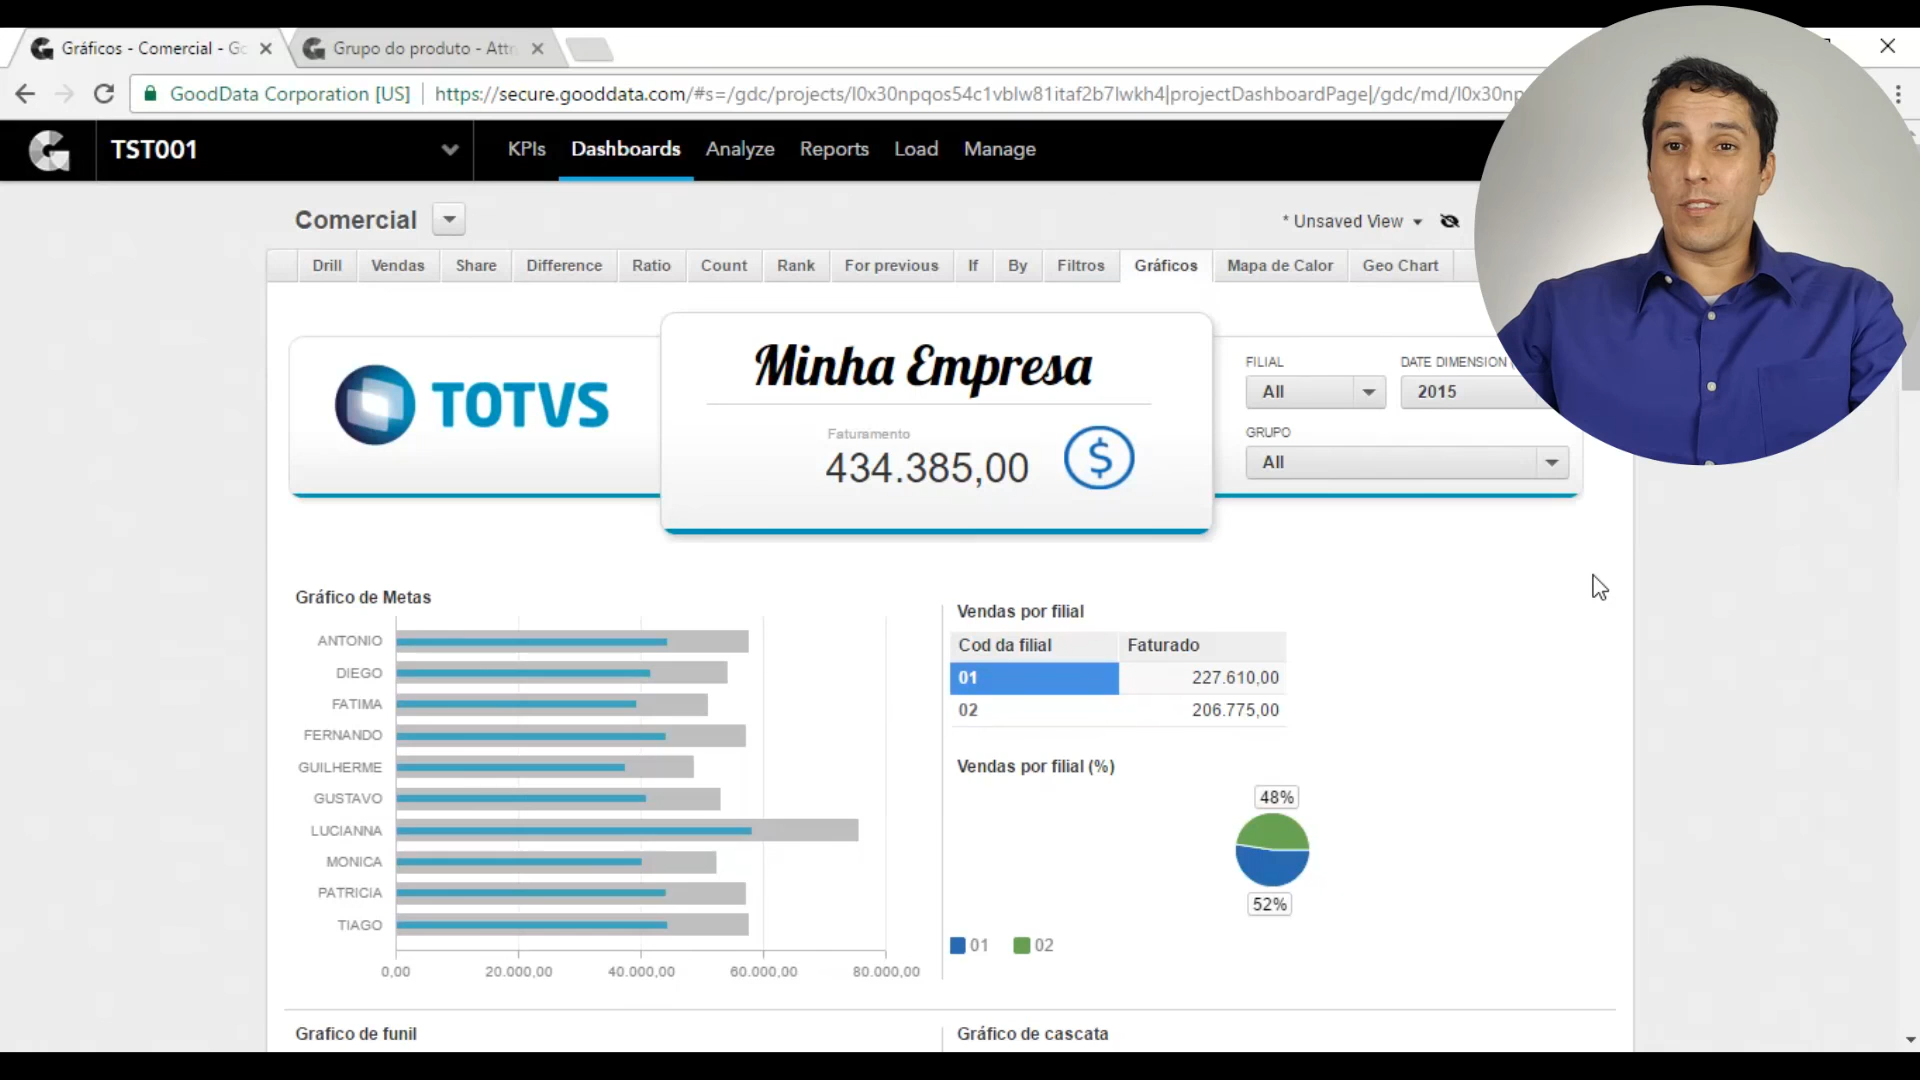 Gráficos - Comercial - Go
Grupo do produto - Attr
GoodData Corporation [US]
https://secure.gooddata.com/#s=/gdc/projects/l0x30npqos54c1vblw81itaf2b7lwkh4|projectDashboardPage|/gdc/md/l0x30np
TST001
KPIs Dashboards Analyze Reports Load Manage
Comercial
* Unsaved View
Drill Vendas Share Difference Ratio Count Rank For previous If By Filtros Gráficos Mapa de Calor Geo Chart
TOTVS
Minha Empresa
Faturamento
434.385,00
$
FILIAL
All
DATE DIMENSION
2015
GRUPO
All
Gráfico de Metas
ANTONIO
DIEGO
FATIMA
FERNANDO
GUILHERME
GUSTAVO
LUCIANNA
MONICA
PATRICIA
TIAGO
0,00 20.000,00 40.000,00 60.000,00 80.000,00
Vendas por filial
Cod da filial Faturado
01 227.610,00
02 206.775,00
Vendas por filial (%)
48%
52%
01 02
Grafico de funil
Gráfico de cascata